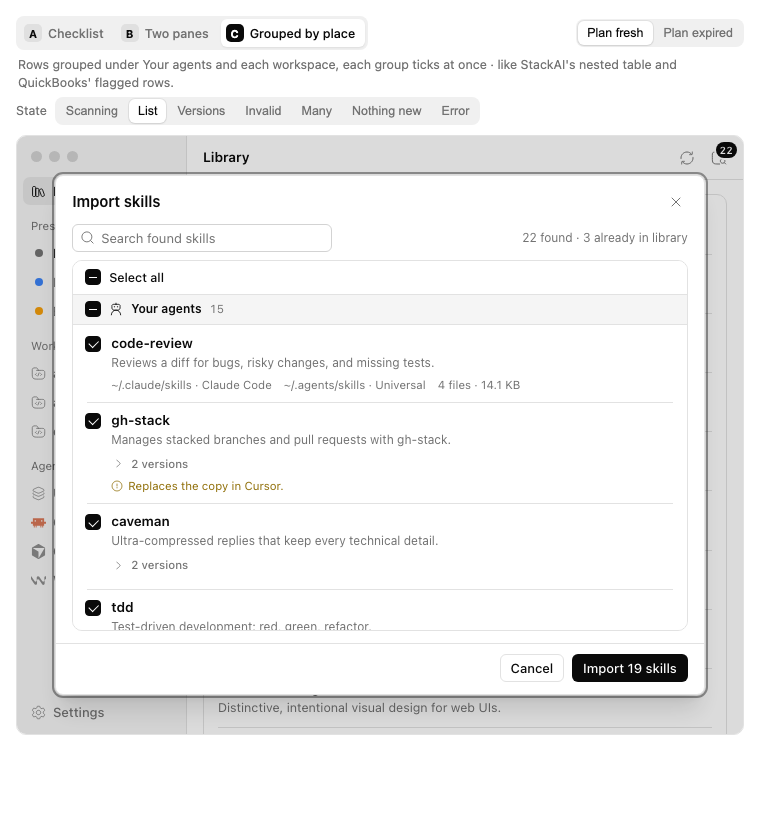 A Checklist B Two panes C Grouped by place
Plan fresh Plan expired
Rows grouped under Your agents and each workspace, each group ticks at once · like StackAI's nested table and
QuickBooks' flagged rows.
State Scanning List Versions Invalid Many Nothing new Error
Library
22
Import skills
Search found skills
22 found · 3 already in library
Select all
Your agents 15
code-review
Reviews a diff for bugs, risky changes, and missing tests.
~/.claude/skills · Claude Code ~/.agents/skills · Universal 4 files · 14.1 KB
gh-stack
Manages stacked branches and pull requests with gh-stack.
2 versions
Replaces the copy in Cursor.
caveman
Ultra-compressed replies that keep every technical detail.
2 versions
tdd
Test-driven development: red, green, refactor.
Cancel
Import 19 skills
Settings
Distinctive, intentional visual design for web UIs.